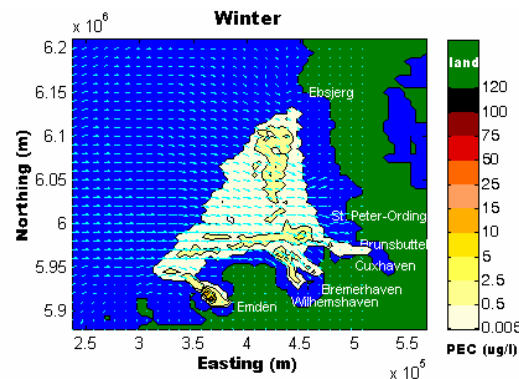 Winter
x 10^6
6.2
6.15
6.1
6.05
6
5.95
5.9
Northing (m)
Ebsjerg
St. Peter-Ording
Brunsbuttel
Cuxhaven
Bremerhaven
Wilhemshaven
Emden
2.5 3 3.5 4 4.5 5 5.5
Easting (m)
x 10^5
land
120
100
75
50
25
15
10
5
2.5
0.005
PEC (ug/l)